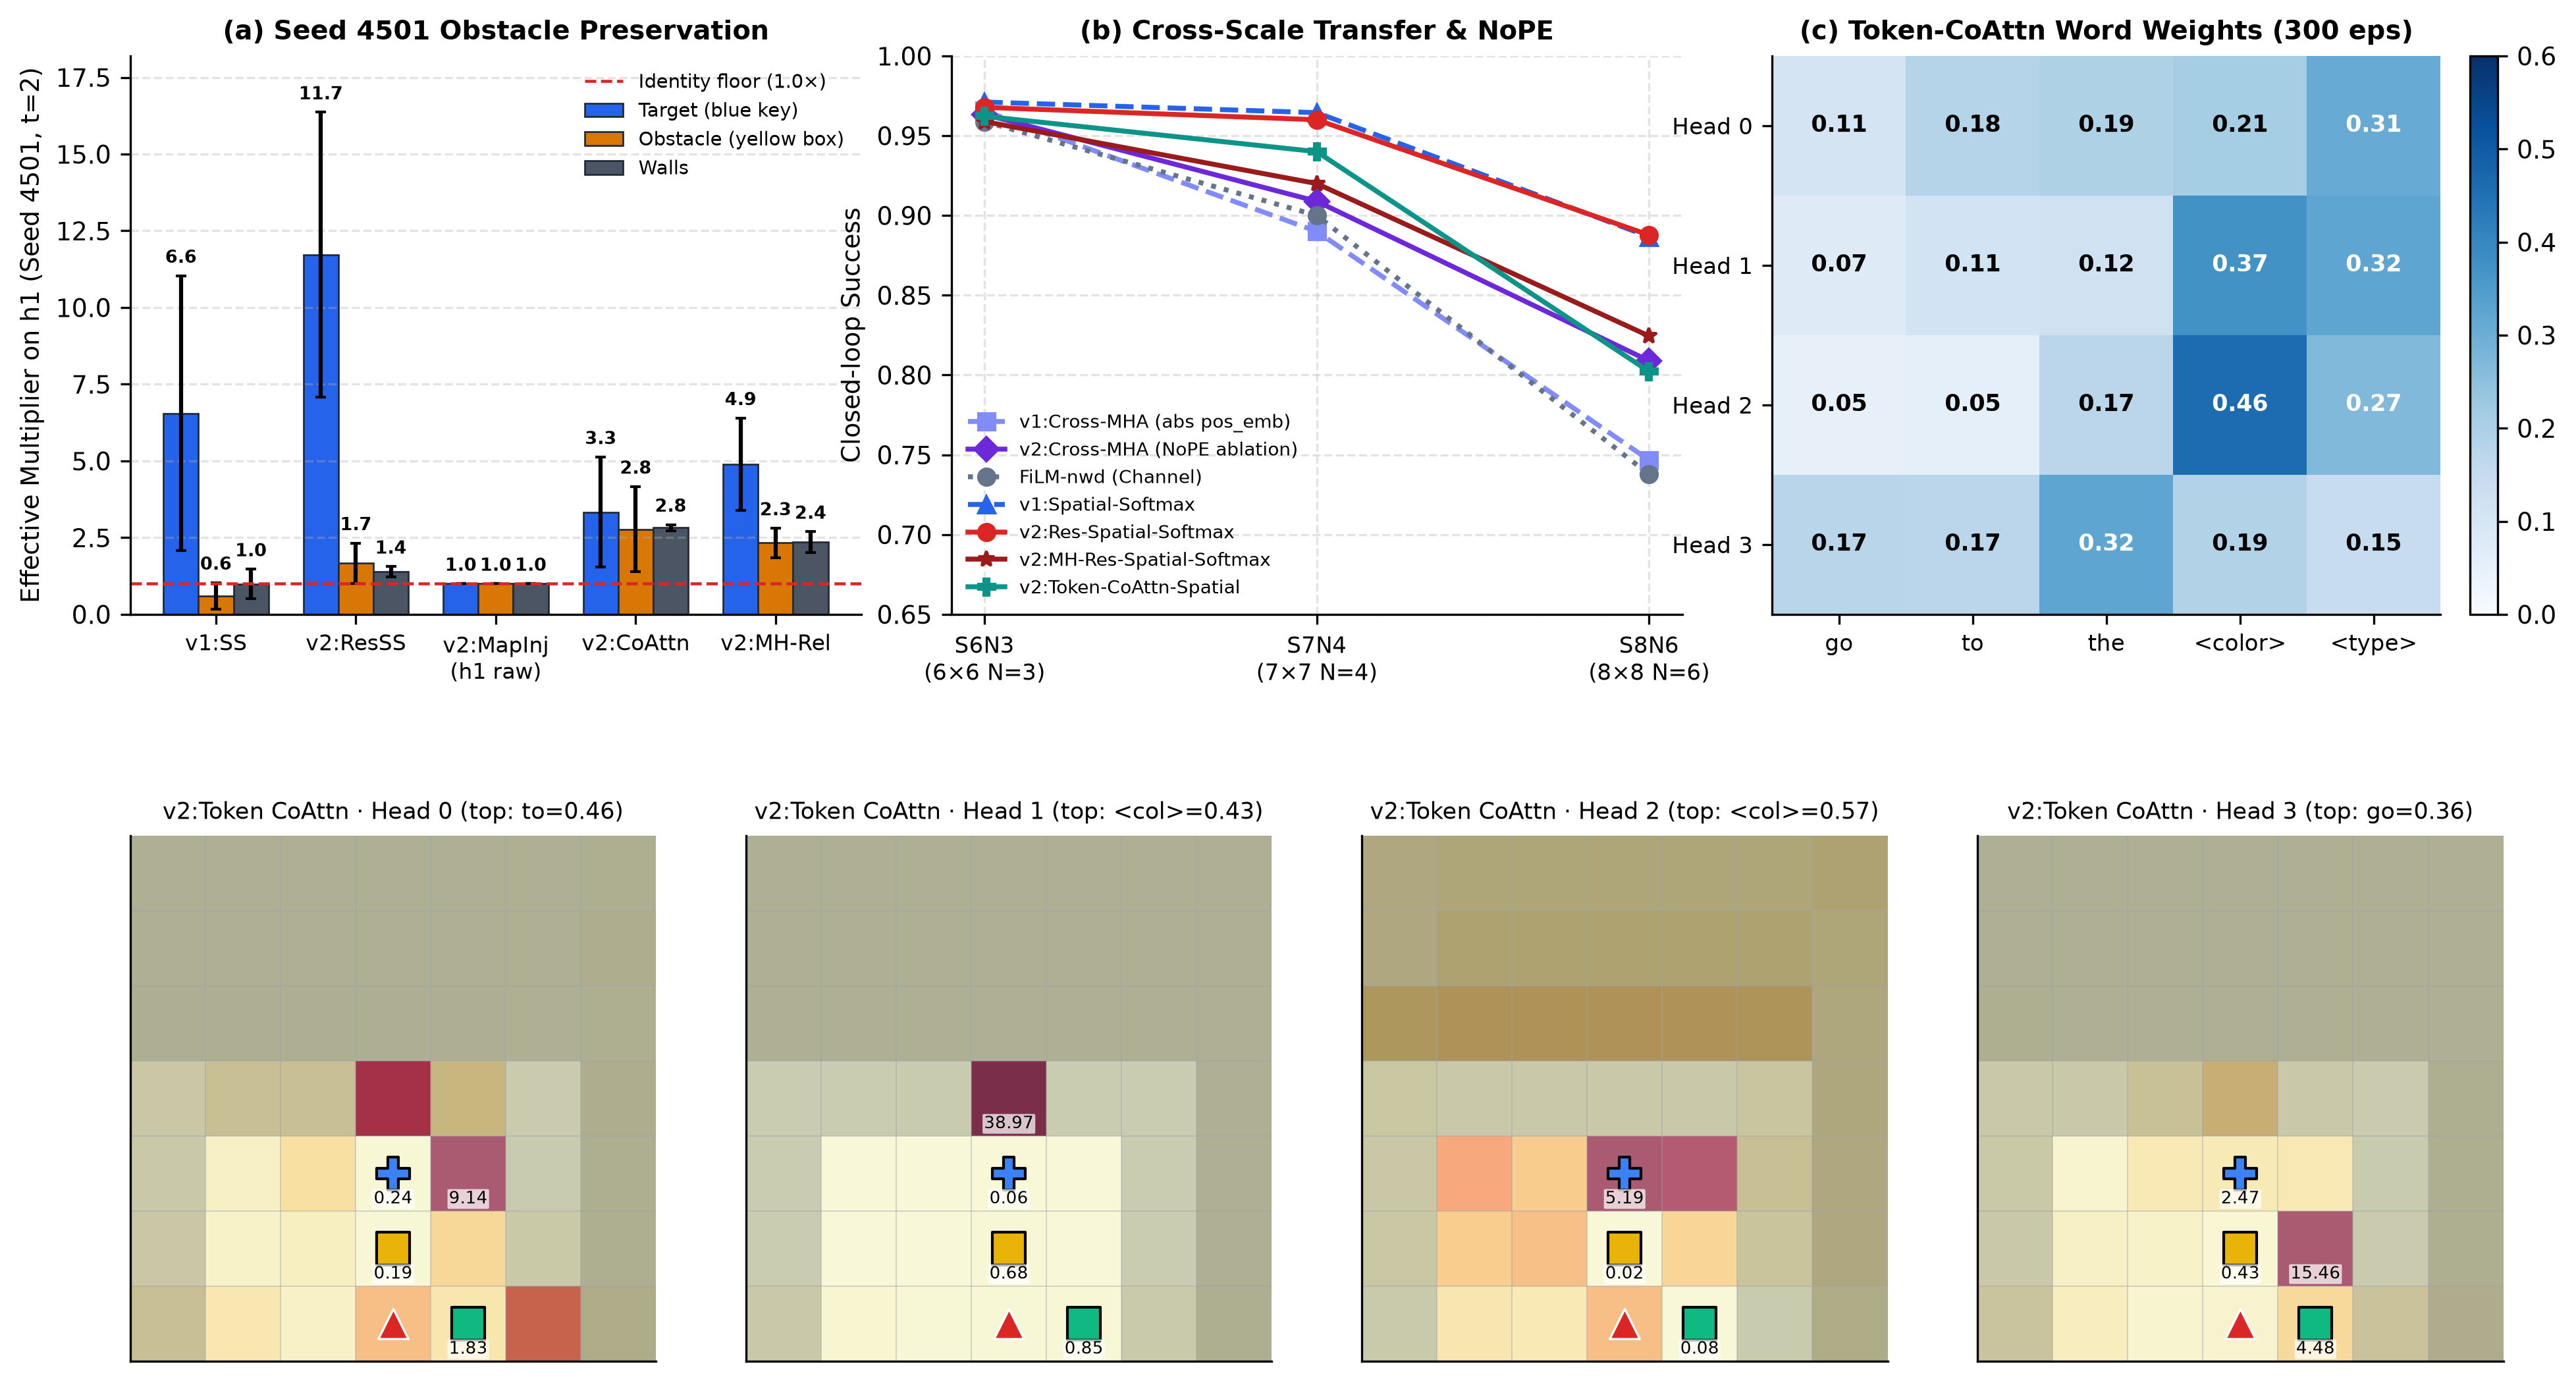 (a) Seed 4501 Obstacle Preservation
Effective Multiplier on h1 (Seed 4501, t=2)
17.5
15.0
12.5
10.0
7.5
5.0
2.5
0.0
Identity floor (1.0×)
Target (blue key)
Obstacle (yellow box)
Walls
6.6
0.6
1.0
11.7
1.7
1.4
1.0
1.0
1.0
3.3
2.8
2.8
4.9
2.3
2.4
v1:SS
v2:ResSS
v2:MapInj
(h1 raw)
v2:CoAttn
v2:MH-Rel
(b) Cross-Scale Transfer & NoPE
Closed-loop Success
1.00
0.95
0.90
0.85
0.80
0.75
0.70
0.65
v1:Cross-MHA (abs pos_emb)
v2:Cross-MHA (NoPE ablation)
FiLM-nwd (Channel)
v1:Spatial-Softmax
v2:Res-Spatial-Softmax
v2:MH-Res-Spatial-Softmax
v2:Token-CoAttn-Spatial
S6N3
(6×6 N=3)
S7N4
(7×7 N=4)
S8N6
(8×8 N=6)
(c) Token-CoAttn Word Weights (300 eps)
Head 0
0.11
0.18
0.19
0.21
0.31
Head 1
0.07
0.11
0.12
0.37
0.32
Head 2
0.05
0.05
0.17
0.46
0.27
Head 3
0.17
0.17
0.32
0.19
0.15
go
to
the
<color>
<type>
0.6
0.5
0.4
0.3
0.2
0.1
0.0
v2:Token CoAttn · Head 0 (top: to=0.46)
0.24
9.14
0.19
1.83
v2:Token CoAttn · Head 1 (top: <col>=0.43)
38.97
0.06
0.68
0.85
v2:Token CoAttn · Head 2 (top: <col>=0.57)
5.19
0.02
0.08
v2:Token CoAttn · Head 3 (top: go=0.36)
2.47
0.43
15.46
4.48